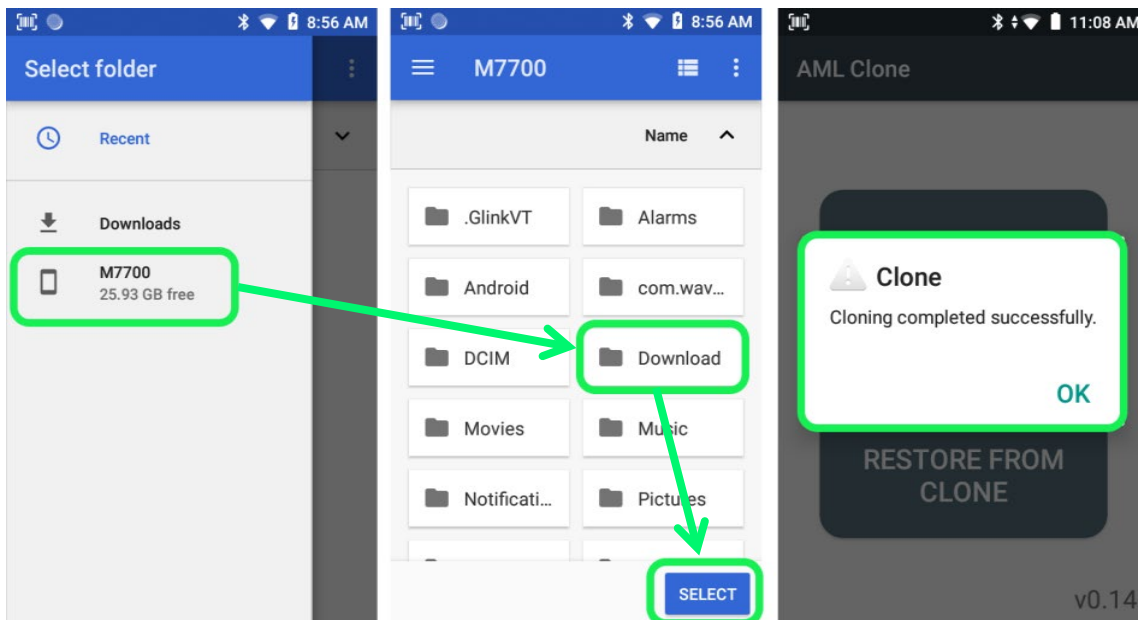 8:56 AM
Select folder
Recent
Downloads
M7700
25.93 GB free
8:56 AM
M7700
Name
.GlinkVT
Alarms
Android
com.wav...
DCIM
Download
Movies
Music
Notificati...
Pictures
SELECT
11:08 AM
AML Clone
Clone
Cloning completed successfully.
OK
RESTORE FROM
CLONE
v0.14